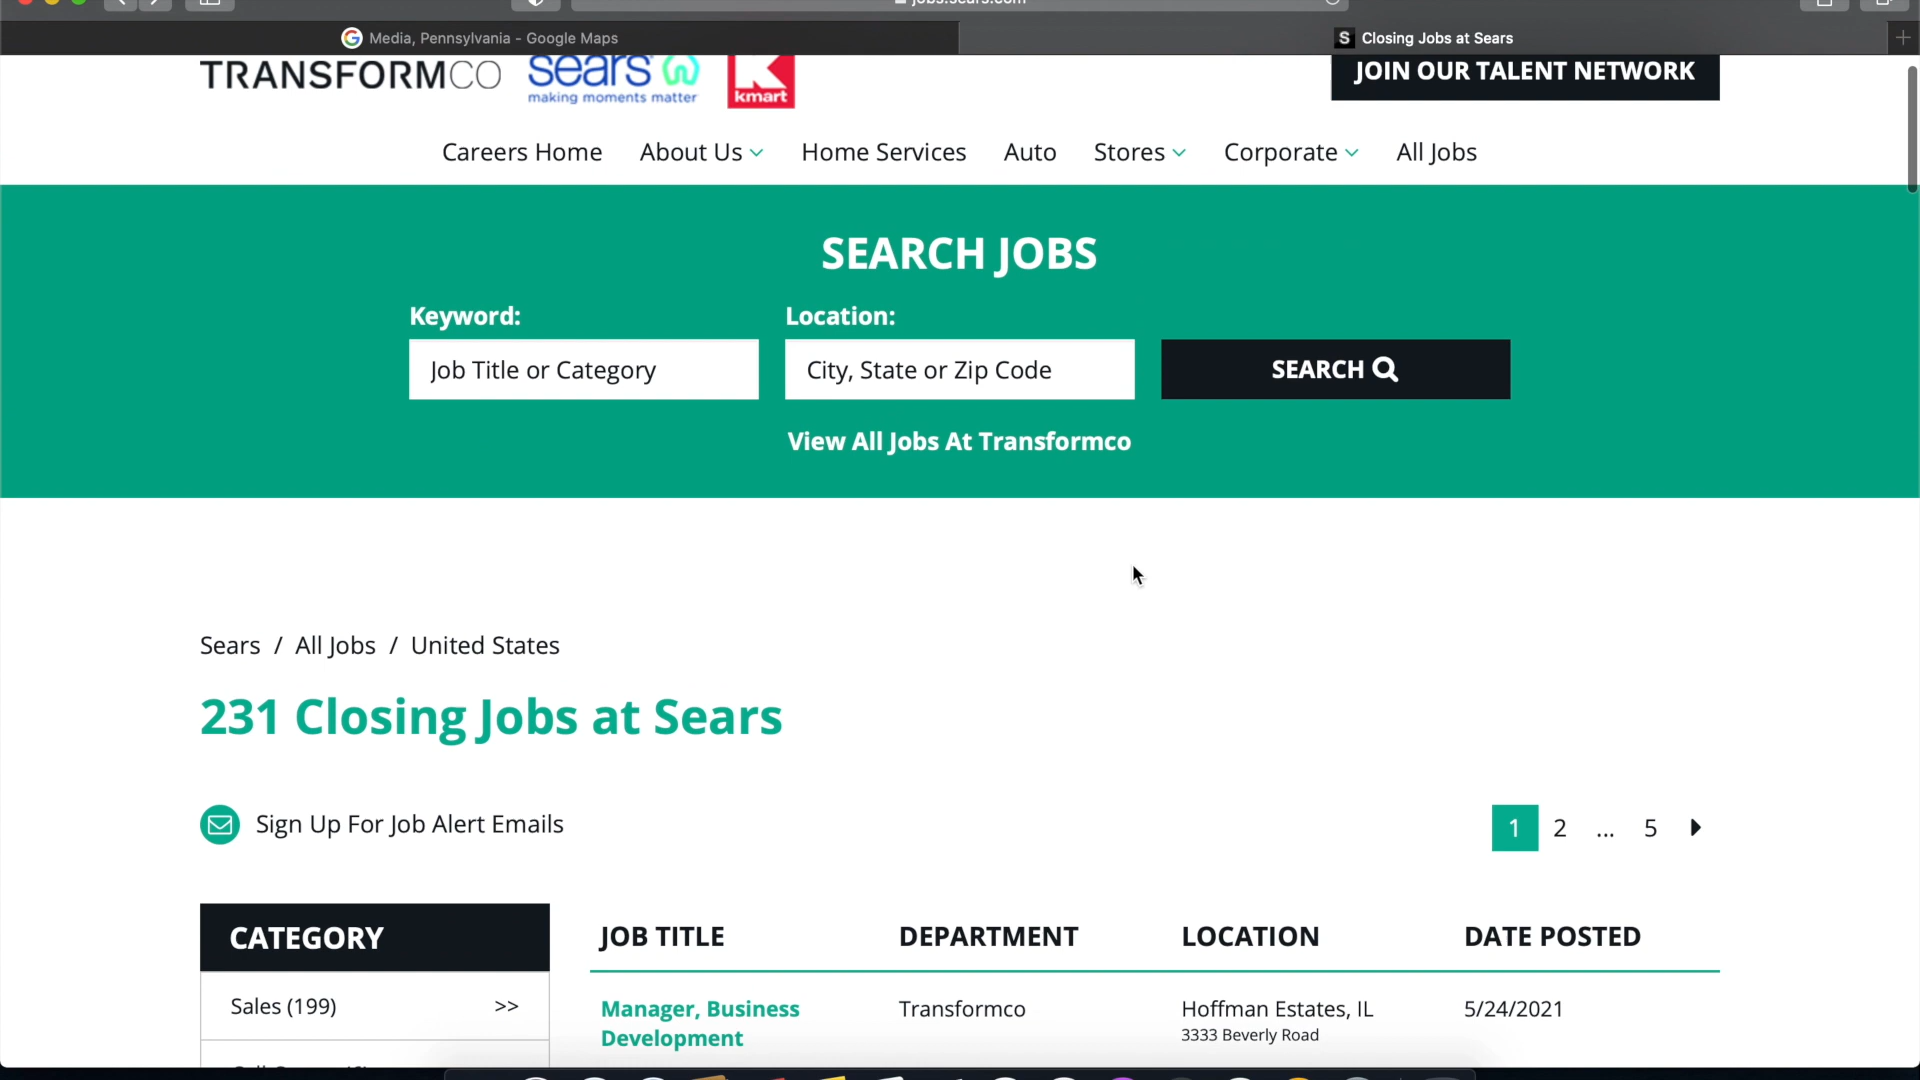 jobs.sears.com
Media, Pennsylvania - Google Maps
S Closing Jobs at Sears
TRANSFORMCO
sears
making moments matter
kmart
JOIN OUR TALENT NETWORK
Careers Home About Us Home Services Auto Stores Corporate All Jobs
SEARCH JOBS
Keyword: Location:
Job Title or Category City, State or Zip Code SEARCH
View All Jobs At Transformco
Sears / All Jobs / United States
231 Closing Jobs at Sears
Sign Up For Job Alert Emails
1 2 ... 5
CATEGORY
JOB TITLE DEPARTMENT LOCATION DATE POSTED
Sales (199) >>
Manager, Business Transformco Hoffman Estates, IL 5/24/2021
Development 3333 Beverly Road